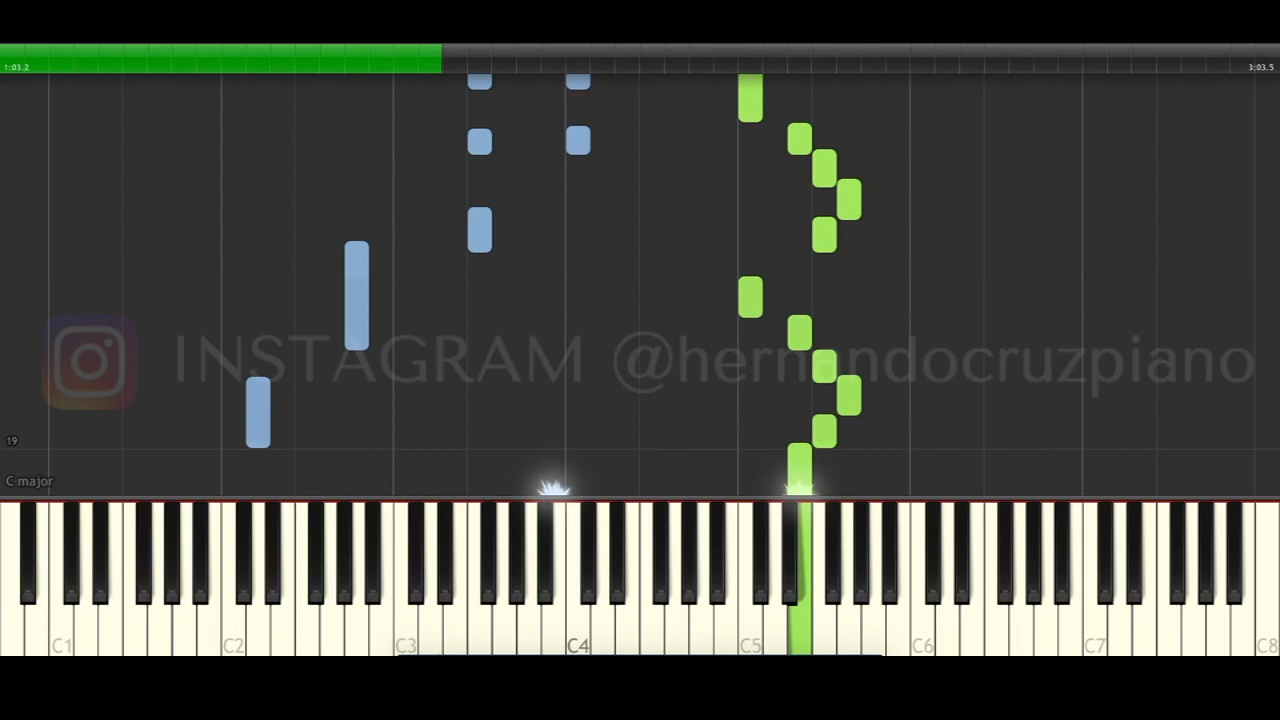 1:03.2
3:03.5
INSTAGRAM @hernandocruzpiano
19
C major
C1 C2 C3 C4 C5 C6 C7 C8